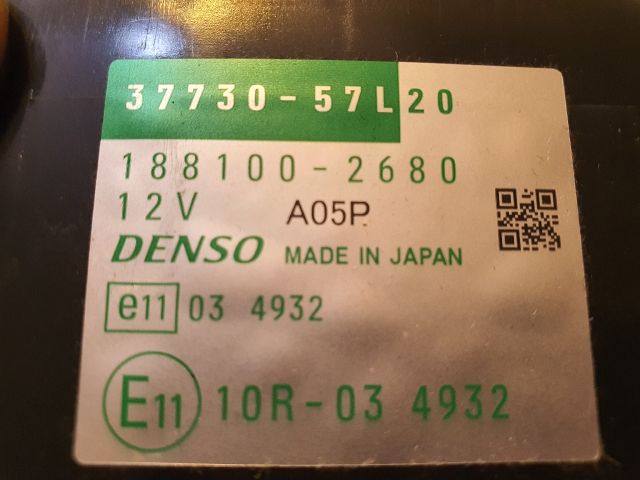 37730-57L20
188100-2680
12V A05P
DENSO MADE IN JAPAN
e11 03 4932
E11 10R-03 4932